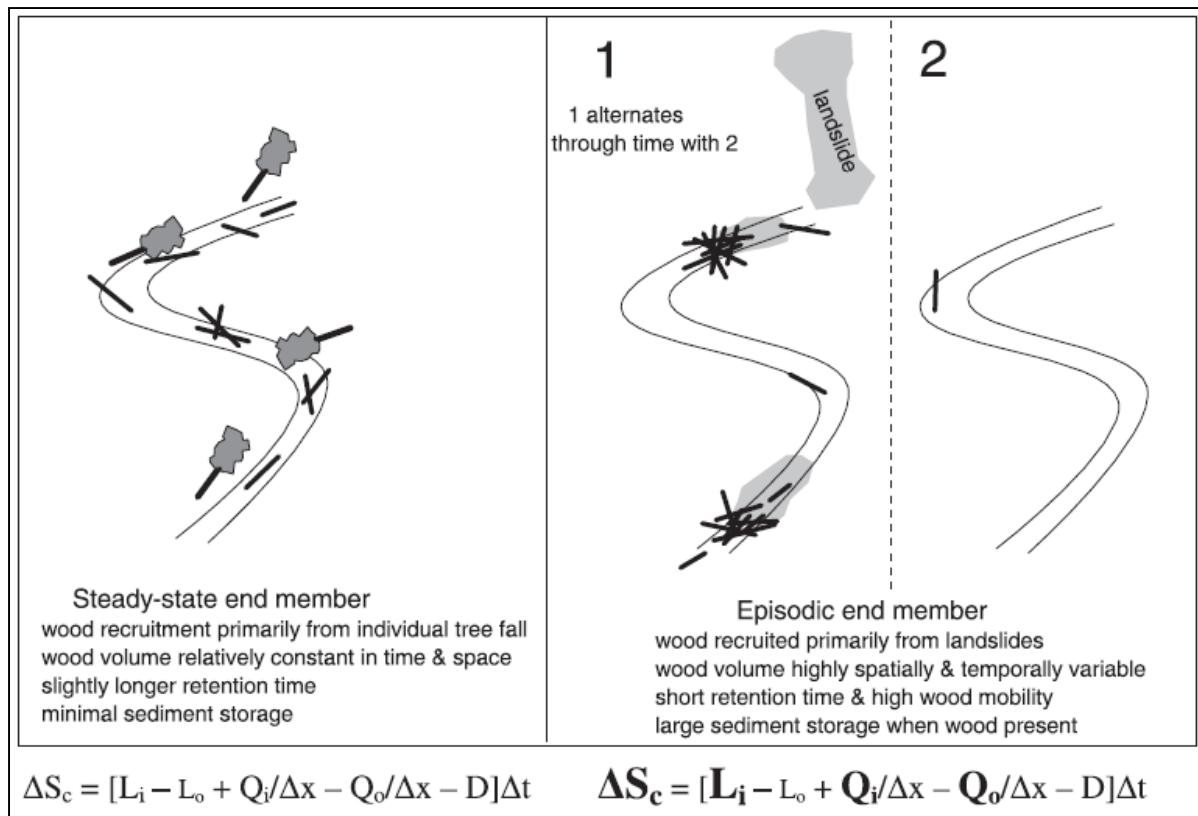 1
1 alternates
through time with 2
landslide
2
Steady-state end member
wood recruitment primarily from individual tree fall
wood volume relatively constant in time & space
slightly longer retention time
minimal sediment storage
Episodic end member
wood recruited primarily from landslides
wood volume highly spatially & temporally variable
short retention time & high wood mobility
large sediment storage when wood present
ΔSc = [Li – Lo + Qi/Δx – Qo/Δx – D]Δt
ΔSc = [Li – Lo + Qi/Δx – Qo/Δx – D]Δt